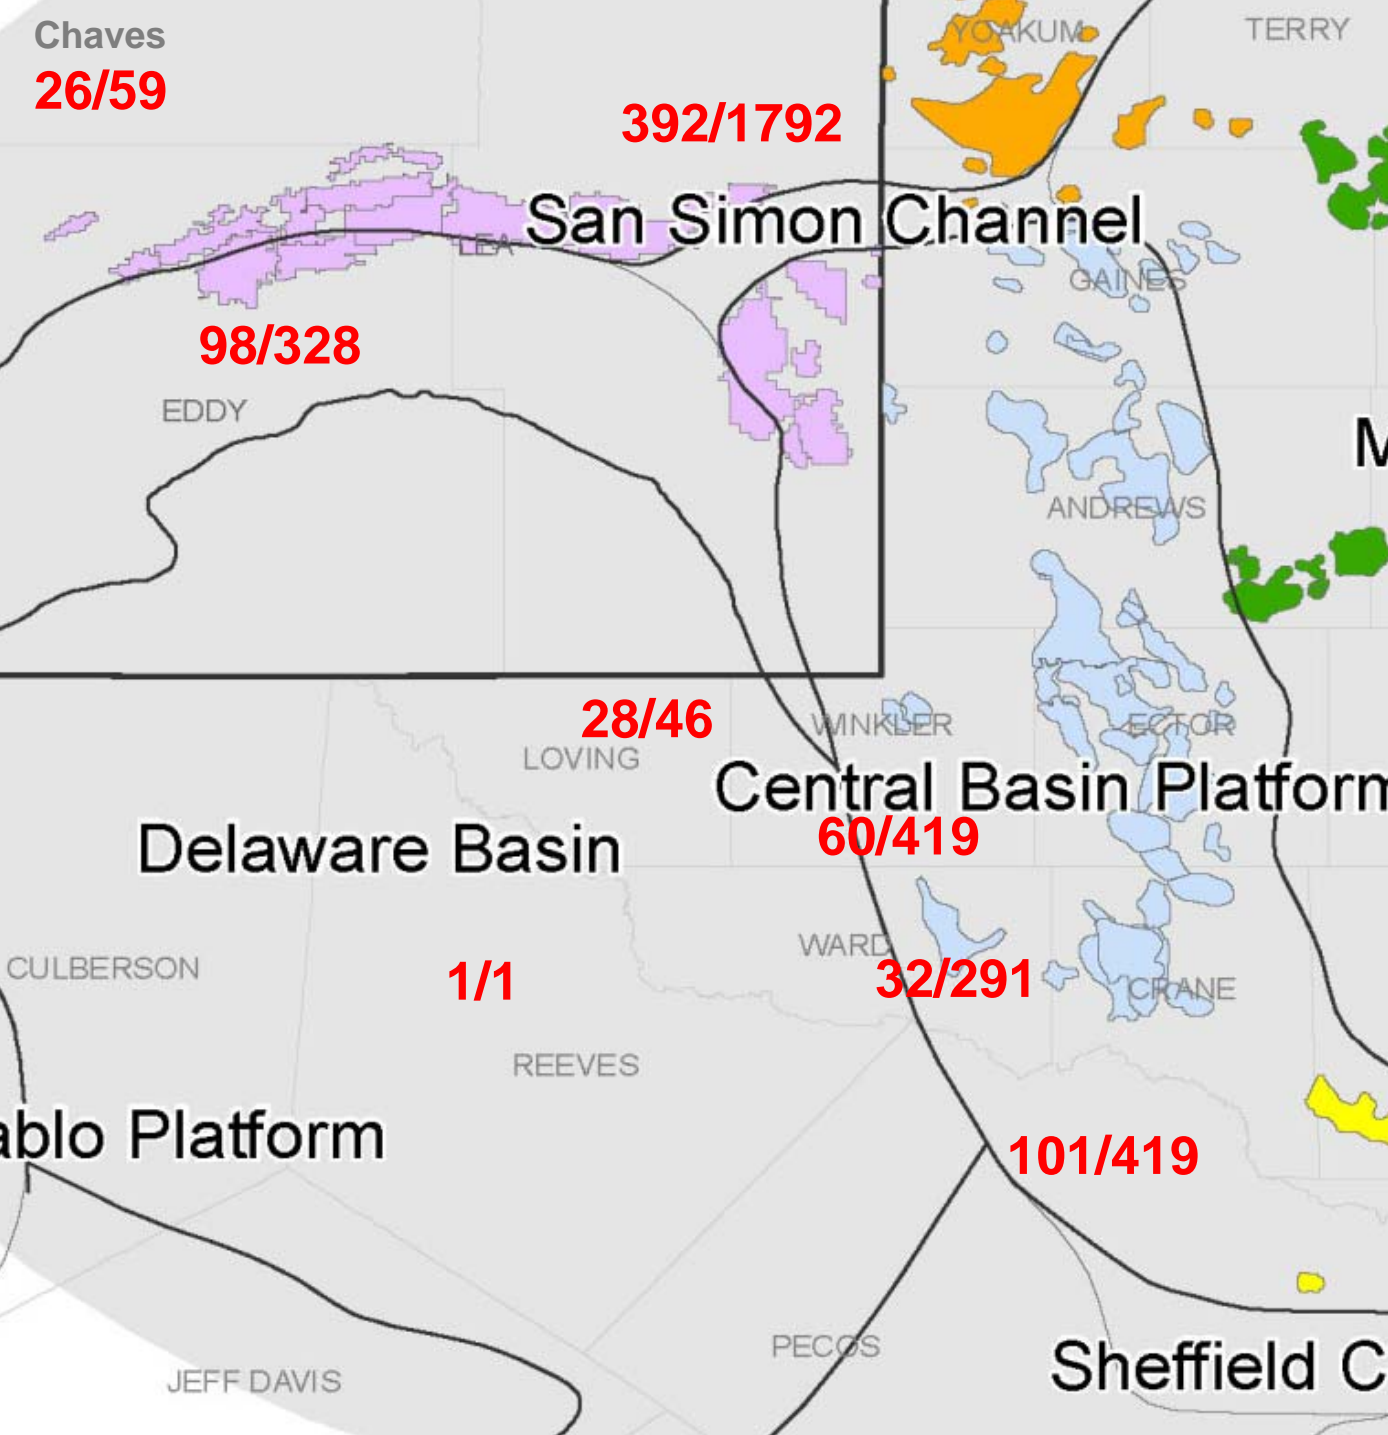 Chaves
26/59
YOAKUM
TERRY
392/1792
San Simon Channel
LEA
GAINES
98/328
EDDY
M
ANDREWS
28/46
WINKLER
ECTOR
LOVING
Central Basin Platform
60/419
Delaware Basin
WARD
CULBERSON
1/1
32/291
CRANE
REEVES
ablo Platform
101/419
PECOS
Sheffield C
JEFF DAVIS